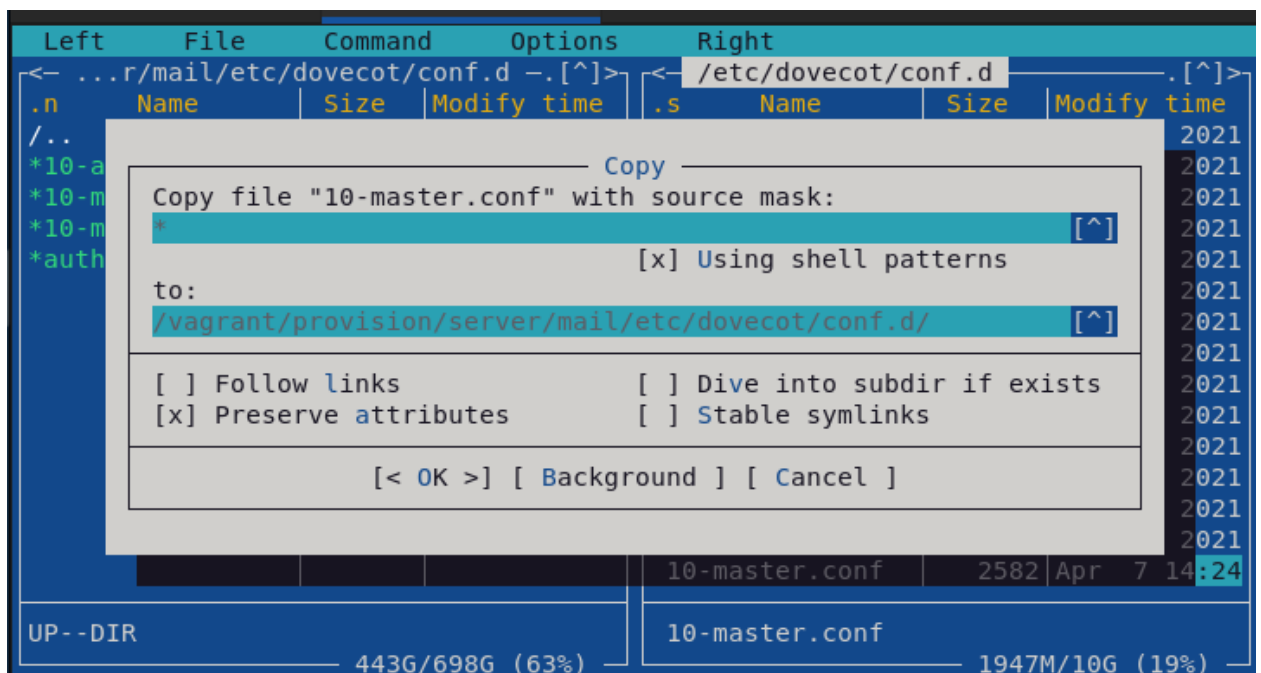 Left File Command Options Right
<— ...r/mail/etc/dovecot/conf.d —.[^]> <— /etc/dovecot/conf.d .[^]>
.n Name Size Modify time .s Name Size Modify time
/.. 2021
*10-a Copy 2021
*10-m Copy file "10-master.conf" with source mask: 2021
*10-m * [^] 2021
*auth [x] Using shell patterns 2021
to: 2021
/vagrant/provision/server/mail/etc/dovecot/conf.d/ [^] 2021
2021
[ ] Follow links [ ] Dive into subdir if exists 2021
[x] Preserve attributes [ ] Stable symlinks 2021
2021
[< OK >] [ Background ] [ Cancel ] 2021
2021
2021
10-master.conf 2582 Apr 7 14:24
UP--DIR 10-master.conf
443G/698G (63%) 1947M/10G (19%)